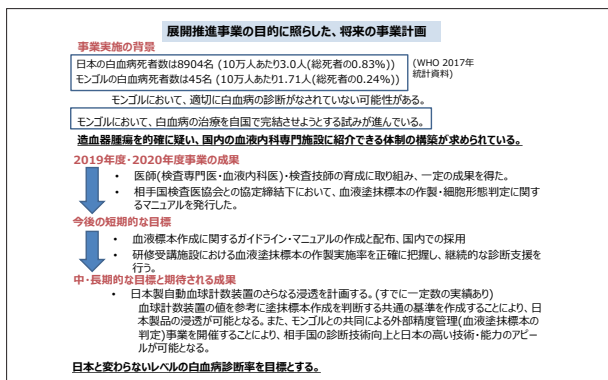 展開推進事業の目的に照らした、将来の事業計画
事業実施の背景
日本の白血病死者数は8904名 (10万人あたり3.0人(総死者の0.83%))
モンゴルの白血病死者数は45名 (10万人あたり1.71人(総死者の0.24%))
(WHO 2017年
統計資料)
モンゴルにおいて、適切に白血病の診断がなされていない可能性がある。
モンゴルにおいて、白血病の治療を自国で完結させようとする試みが進んでいる。
造血器腫瘍を的確に疑い、国内の血液内科専門施設に紹介できる体制の構築が求められている。
2019年度・2020年度事業の成果
• 医師(検査専門医・血液内科医)・検査技師の育成に取り組み、一定の成果を得た。
• 相手国検査医協会との協定締結下において、血液塗抹標本の作製・細胞形態判定に関す
るマニュアルを発行した。
今後の短期的な目標
• 血液標本作成に関するガイドライン・マニュアルの作成と配布、国内での採用
• 研修受講施設における血液塗抹標本の作製実施率を正確に把握し、継続的な診断支援を
行う。
中・長期的な目標と期待される成果
• 日本製自動血球計数装置のさらなる浸透を計画する。(すでに一定数の実績あり)
血球計数装置の値を参考に塗抹標本作成を判断する共通の基準を作成することにより、日
本製品の浸透が可能となる。また、モンゴルとの共同による外部精度管理(血液塗抹標本の
判定)事業を開催することにより、相手国の診断技術向上と日本の高い技術・能力のアピー
ルが可能となる。
日本と変わらないレベルの白血病診断率を目標とする。